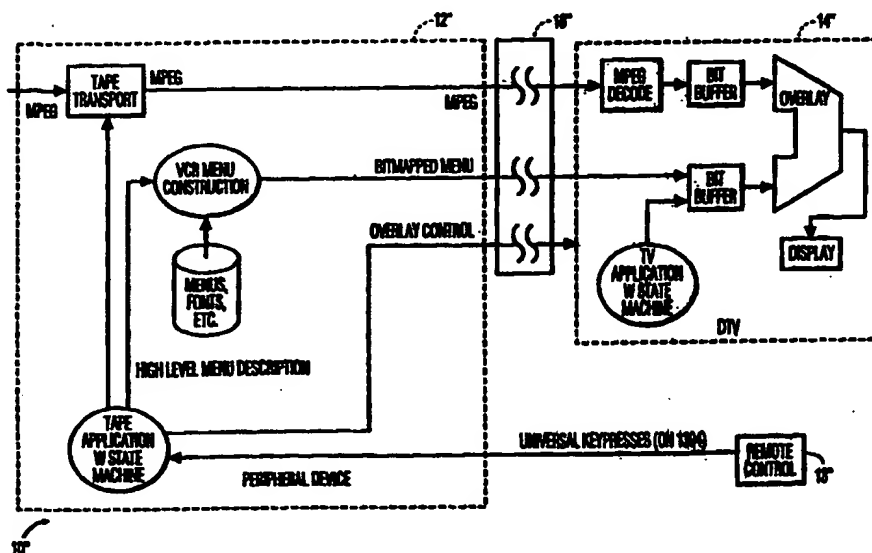 12"
16"
14"
MPEG
TAPE
TRANSPORT
MPEG
MPEG
MPEG
DECODE
BIT
BUFFER
OVERLAY
VCR MENU
CONSTRUCTION
BITMAPPED MENU
BIT
BUFFER
OVERLAY CONTROL
MENUS,
FONTS,
ETC.
DISPLAY
TV
APPLICATION
W STATE
MACHINE
DTV
HIGH LEVEL MENU DESCRIPTION
TAPE
APPLICATION
W STATE
MACHINE
UNIVERSAL KEYPRESSES (ON 1394)
REMOTE
CONTROL
PERIPHERAL DEVICE
13"
10"